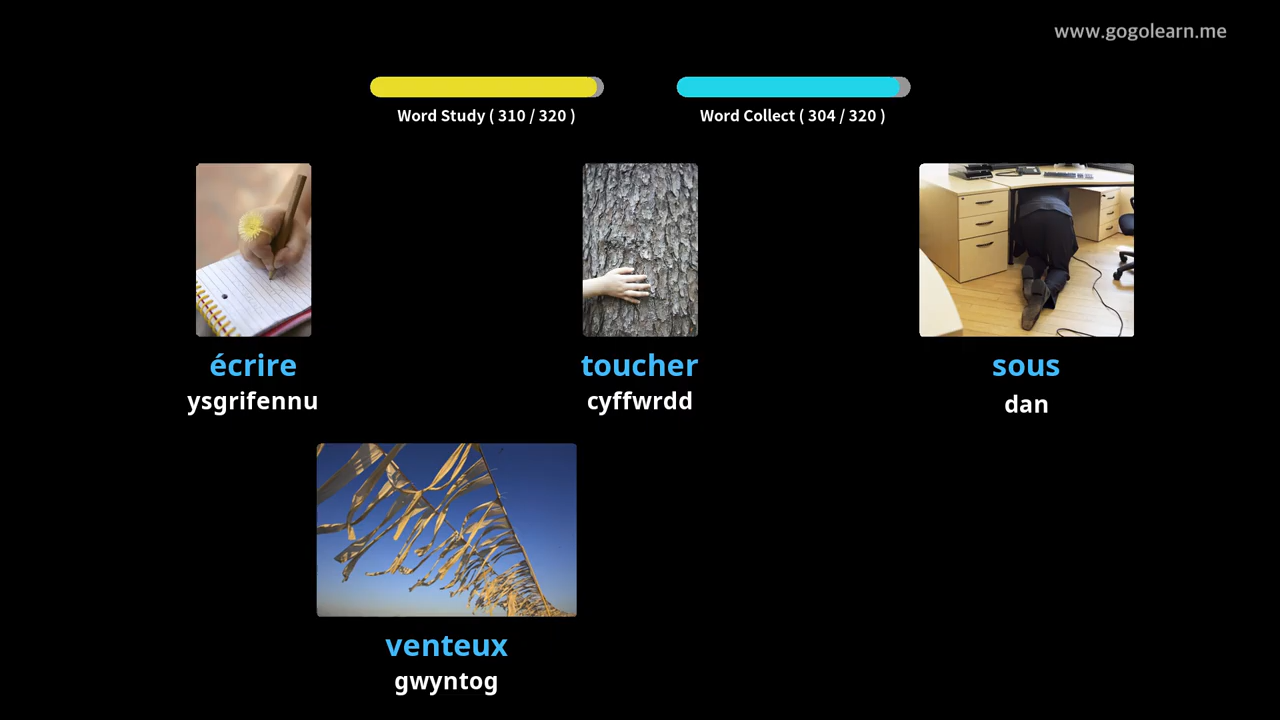 www.gogolearn.me
Word Study ( 310 / 320 )
Word Collect ( 304 / 320 )
écrire
ysgrifennu
toucher
cyffwrdd
sous
dan
venteux
gwyntog